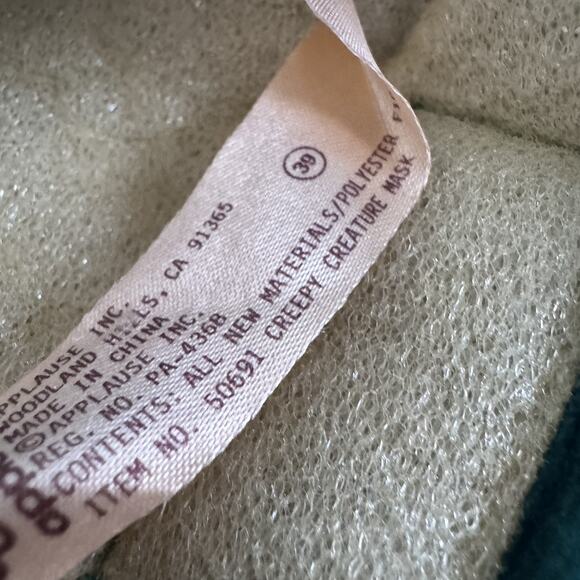 39
APPLAUSE INC.
WOODLAND HILLS, CA 91365
MADE IN CHINA
© APPLAUSE INC.
REG. NO. PA-4368
CONTENTS: ALL NEW MATERIALS/POLYESTER
ITEM NO. 50691 CREEPY CREATURE MASK